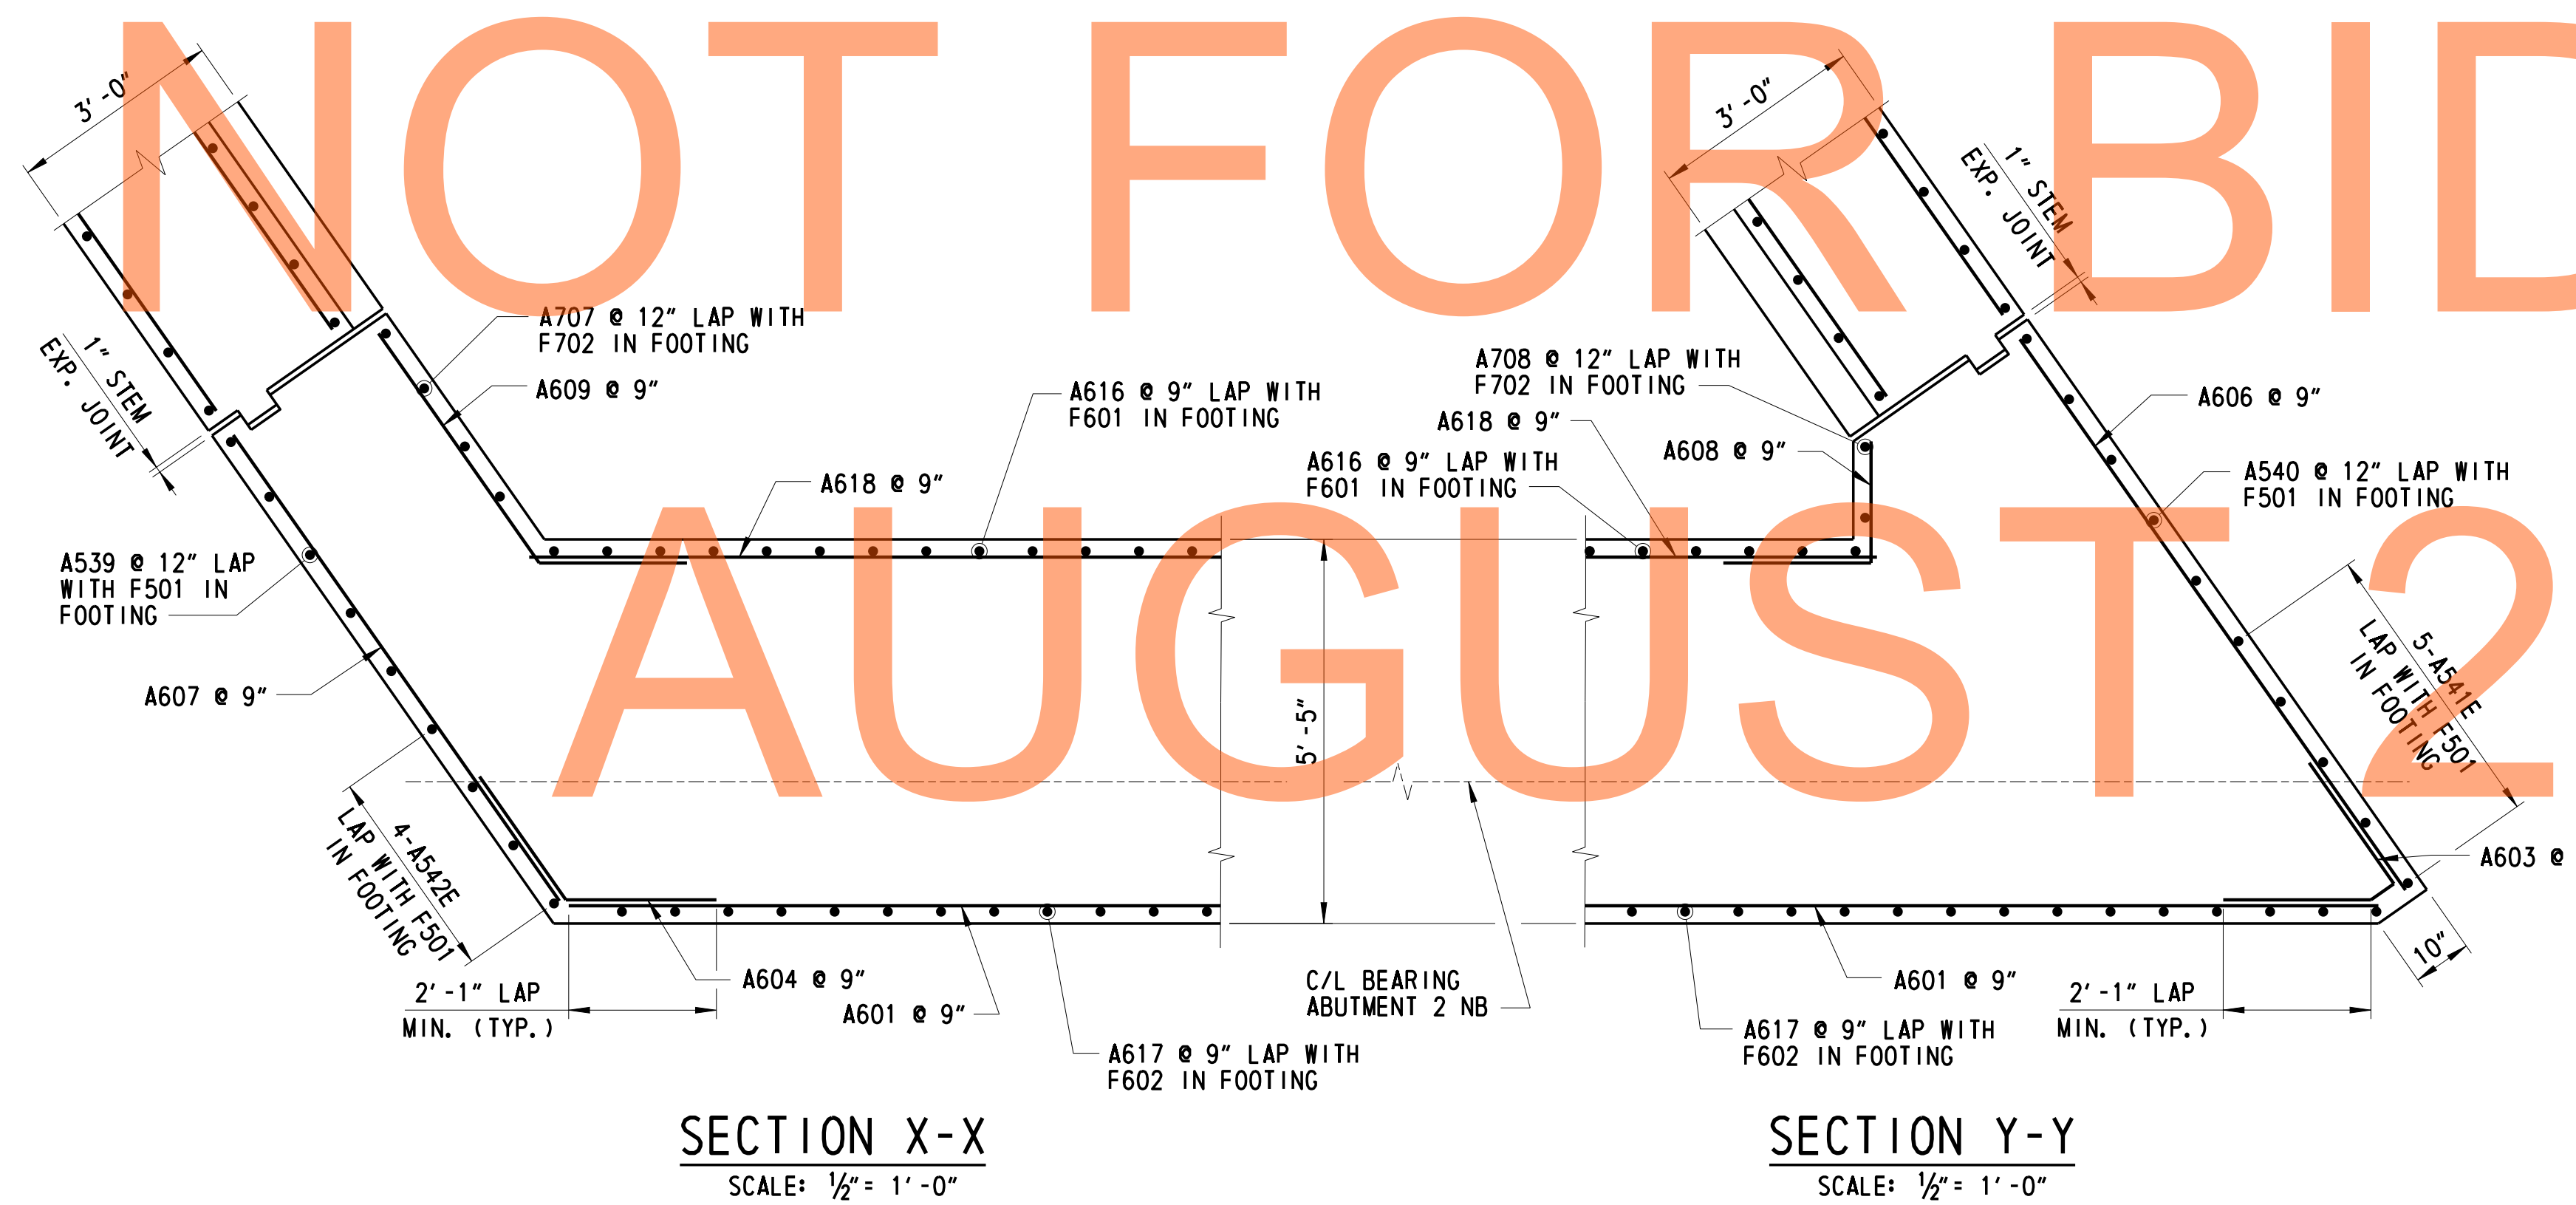 NOT FOR BID
AUGUST 2
3'-0"
1" STEM
EXP. JOINT
A707 @ 12" LAP WITH
F702 IN FOOTING
A609 @ 9"
A616 @ 9" LAP WITH
F601 IN FOOTING
A618 @ 9"
A539 @ 12" LAP
WITH F501 IN
FOOTING
A607 @ 9"
4-A542E
LAP WITH F501
IN FOOTING
2'-1" LAP
MIN. (TYP.)
A604 @ 9"
A601 @ 9"
A617 @ 9" LAP WITH
F602 IN FOOTING
5'-5"
SECTION X-X
SCALE: ½"= 1'-0"
3'-0"
1" STEM
EXP. JOINT
A708 @ 12" LAP WITH
F702 IN FOOTING
A618 @ 9"
A616 @ 9" LAP WITH
F601 IN FOOTING
A608 @ 9"
A606 @ 9"
A540 @ 12" LAP WITH
F501 IN FOOTING
5-A541E
LAP WITH F501
IN FOOTING
A603 @
10"
C/L BEARING
ABUTMENT 2 NB
A601 @ 9"
2'-1" LAP
MIN. (TYP.)
A617 @ 9" LAP WITH
F602 IN FOOTING
SECTION Y-Y
SCALE: ½"= 1'-0"